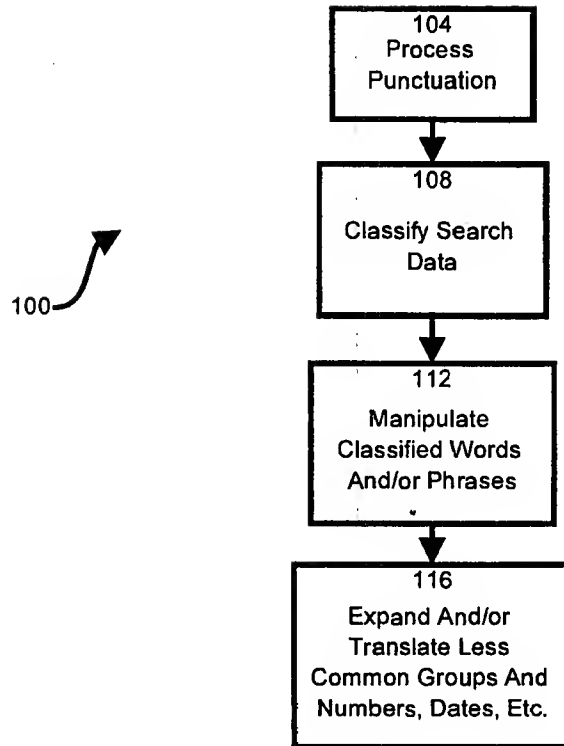 104
Process
Punctuation
108
Classify Search
Data
100
112
Manipulate
Classified Words
And/or Phrases
116
Expand And/or
Translate Less
Common Groups And
Numbers, Dates, Etc.